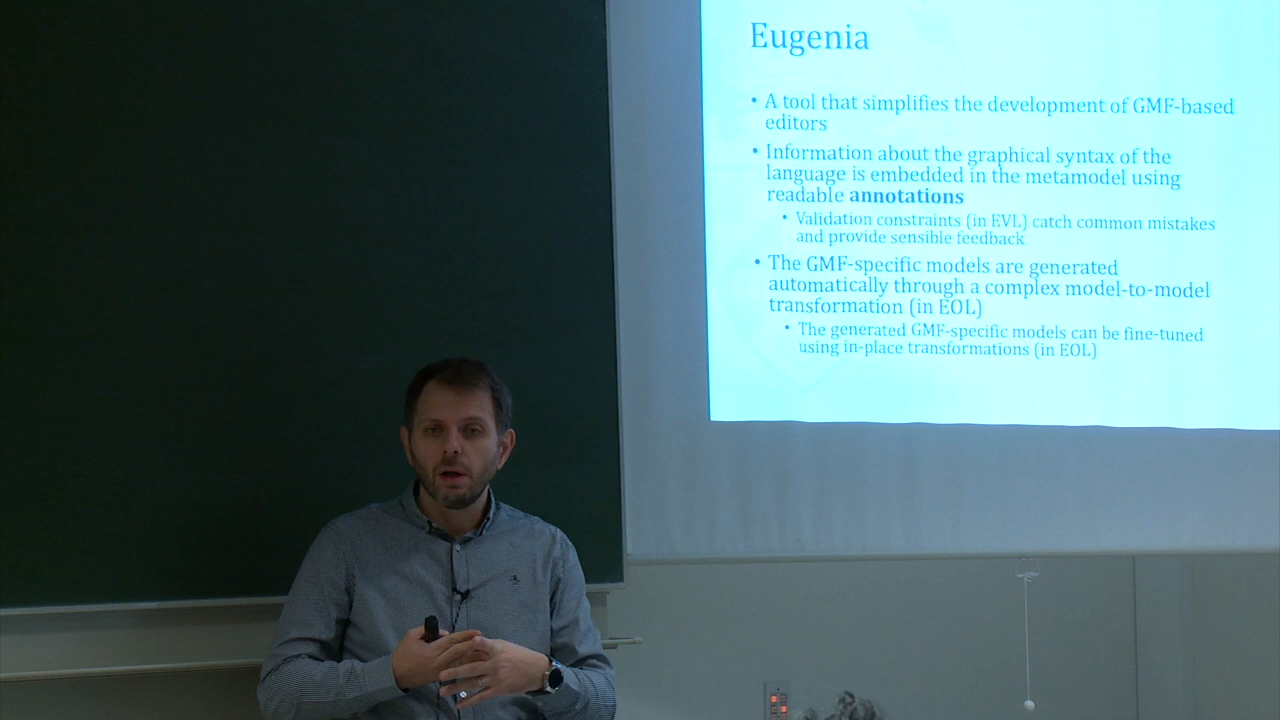 Eugenia
• A tool that simplifies the development of GMF-based
editors
• Information about the graphical syntax of the
language is embedded in the metamodel using
readable annotations
• Validation constraints (in EVL) catch common mistakes
and provide sensible feedback
• The GMF-specific models are generated
automatically through a complex model-to-model
transformation (in EOL)
• The generated GMF-specific models can be fine-tuned
using in-place transformations (in EOL)